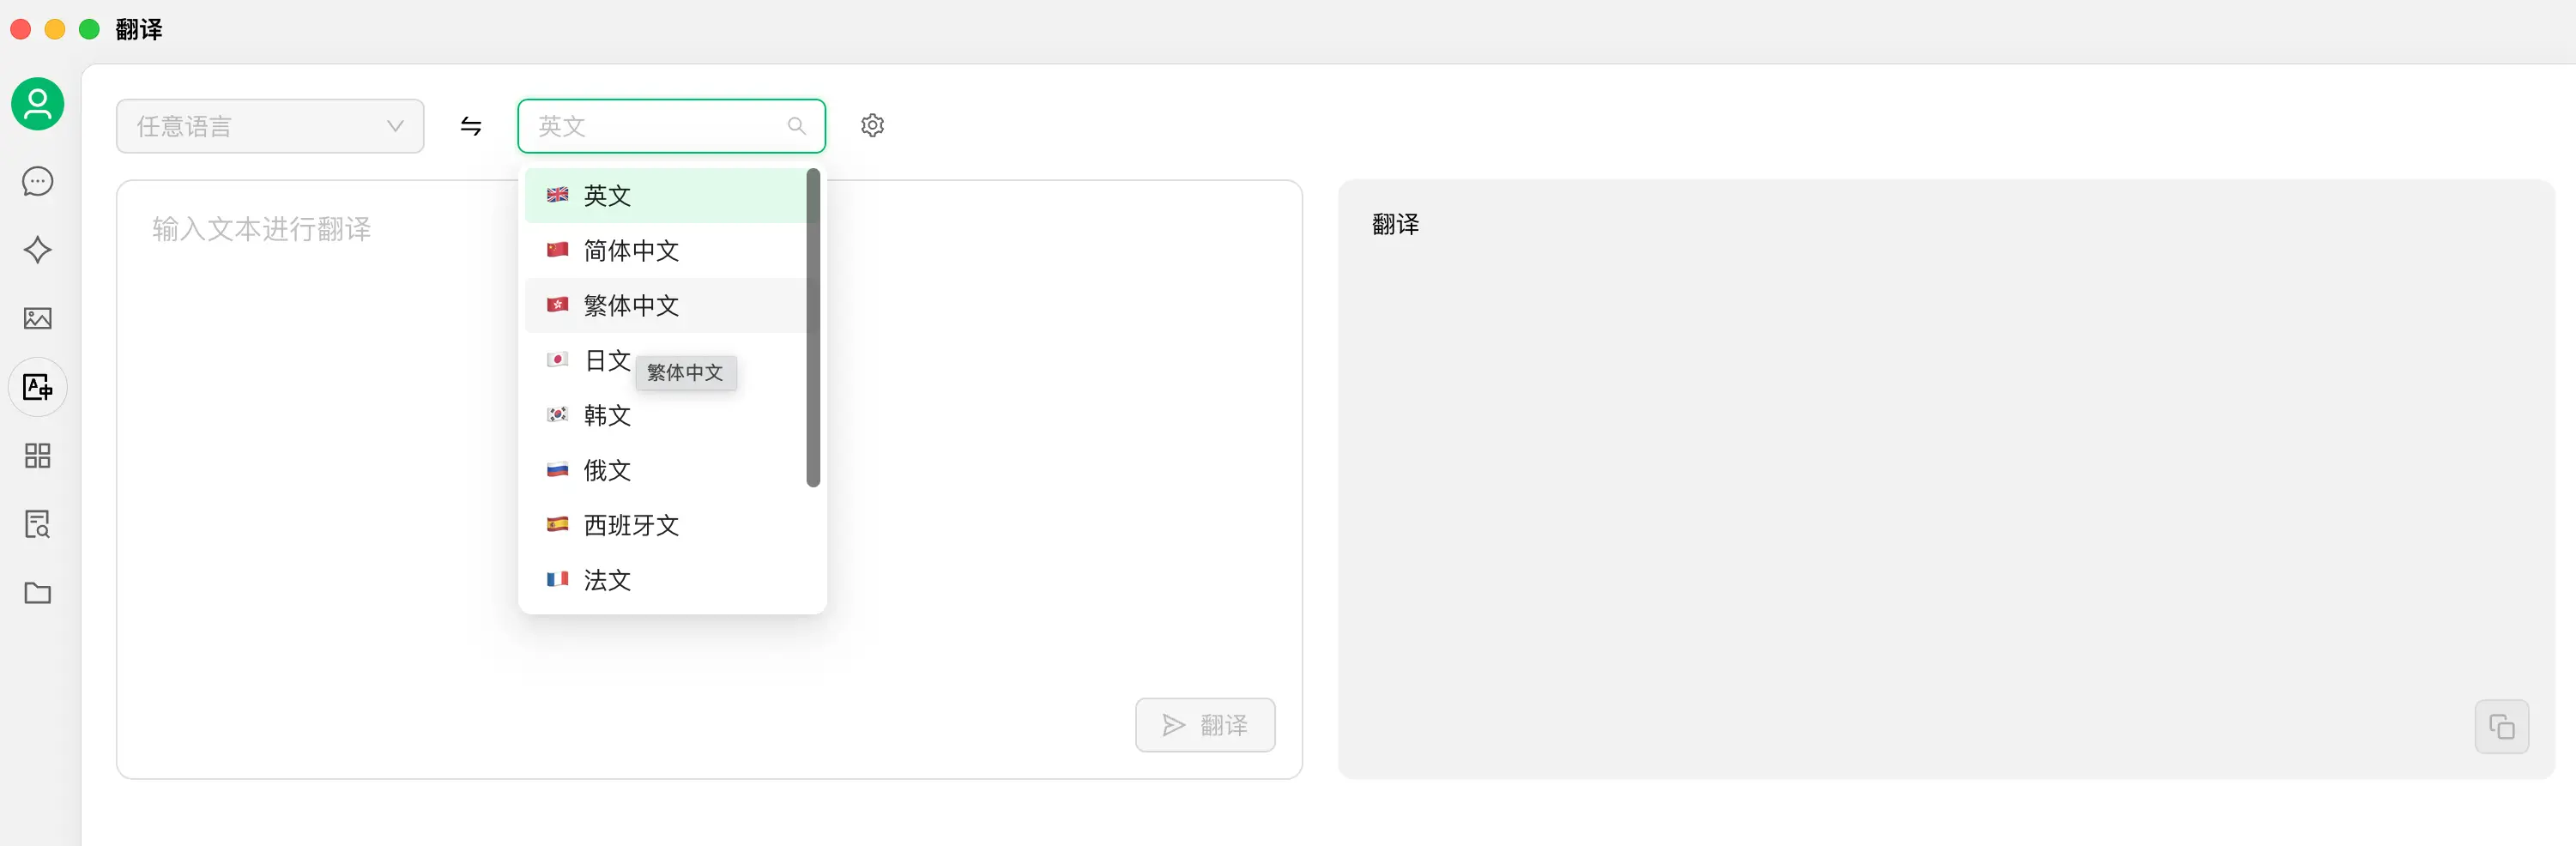 翻译
任意语言
英文
输入文本进行翻译
英文
简体中文
繁体中文
日文
繁体中文
韩文
俄文
西班牙文
法文
翻译
翻译